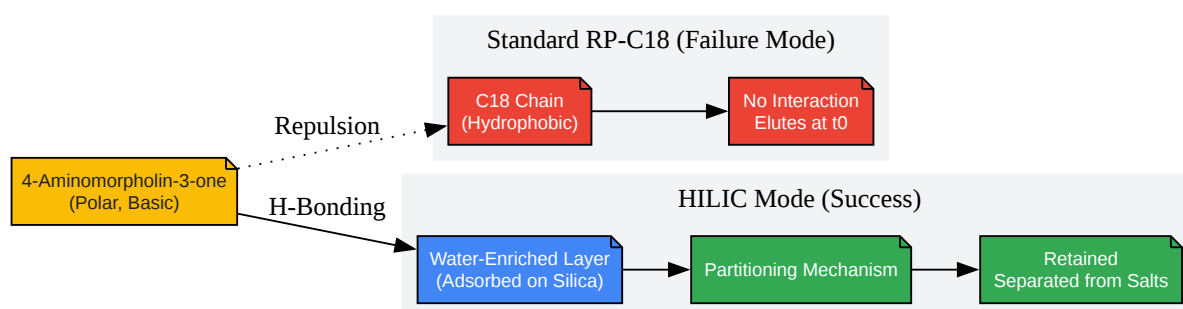 Standard RP-C18 (Failure Mode)
C18 Chain
(Hydrophobic)
No Interaction
Elutes at t0
Repulsion
4-Aminomorpholin-3-one
(Polar, Basic)
H-Bonding
HILIC Mode (Success)
Water-Enriched Layer
(Adsorbed on Silica)
Partitioning Mechanism
Retained
Separated from Salts